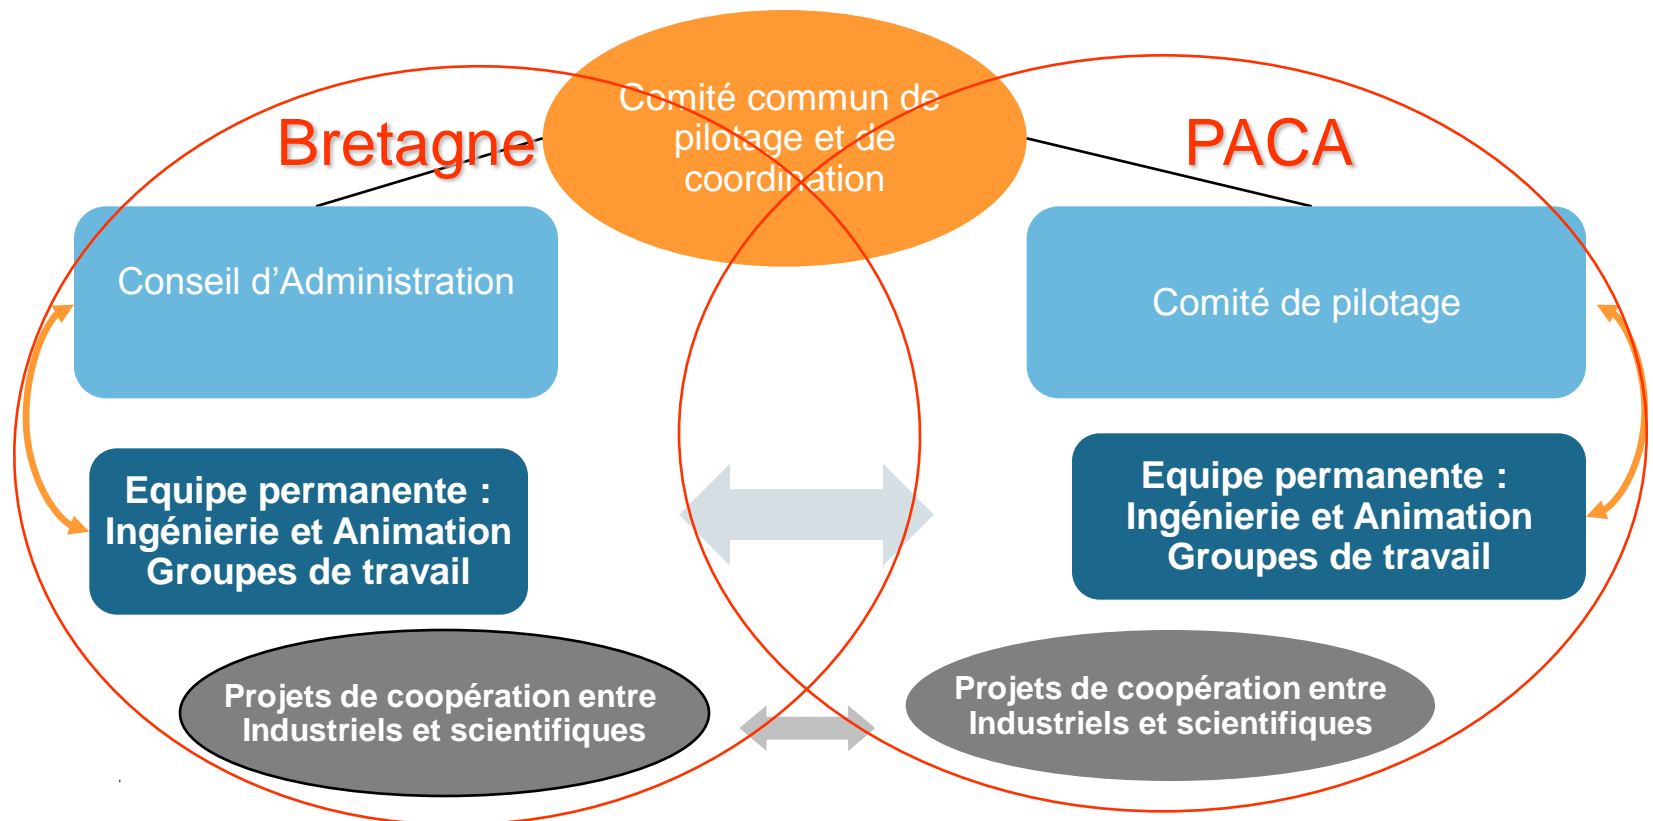 Comité commun de
pilotage et de
coordination
Bretagne
PACA
Conseil d’Administration
Comité de pilotage
Equipe permanente :
Ingénierie et Animation
Groupes de travail
Equipe permanente :
Ingénierie et Animation
Groupes de travail
Projets de coopération entre
Industriels et scientifiques
Projets de coopération entre
Industriels et scientifiques